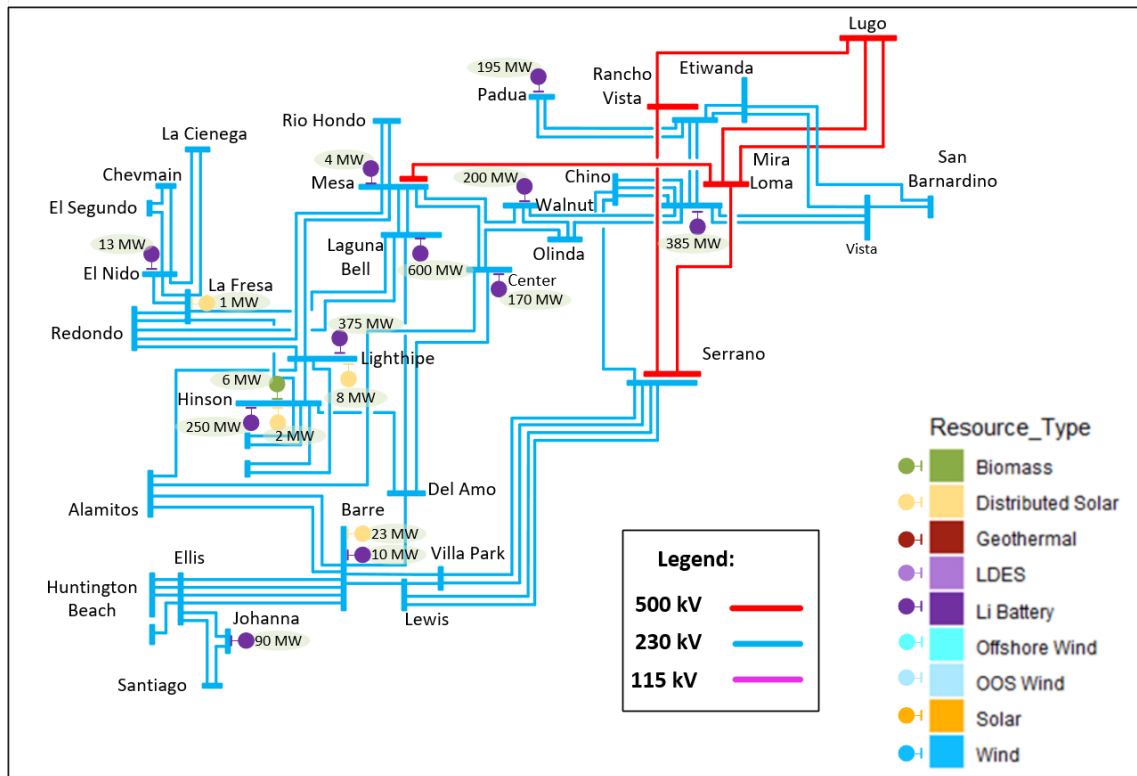 Lugo
195 MW
Rancho
Vista
Etiwanda
Padua
Rio Hondo
La Cienega
4 MW
Mesa
Chevmain
200 MW
Chino
Mira
Loma
San
Barnardino
El Segundo
Walnut
13 MW
Laguna
Bell
Olinda
385 MW
Vista
El Nido
600 MW
Center
170 MW
La Fresa
1 MW
Redondo
375 MW
Lighthipe
Serrano
6 MW
8 MW
Hinson
250 MW
2 MW
Alamitos
Del Amo
Barre
23 MW
10 MW
Villa Park
Ellis
Huntington
Beach
Lewis
Johanna
90 MW
Santiago
Legend:
500 kV
230 kV
115 kV
Resource_Type
Biomass
Distributed Solar
Geothermal
LDES
Li Battery
Offshore Wind
OOS Wind
Solar
Wind